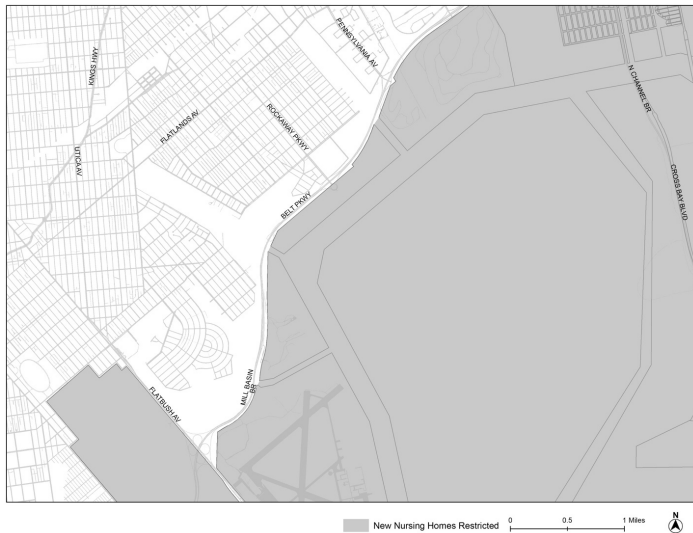 PENNSYLVANIA AV
KINGS HWY
N CHANNEL BR
FLATLANDS AV
ROCKAWAY PKWY
UTICA AV
CROSS BAY BLVD
BELT PKWY
MILL BASIN
BR
FLATBUSH AV
New Nursing Homes Restricted
0 0.5 1 Miles
N